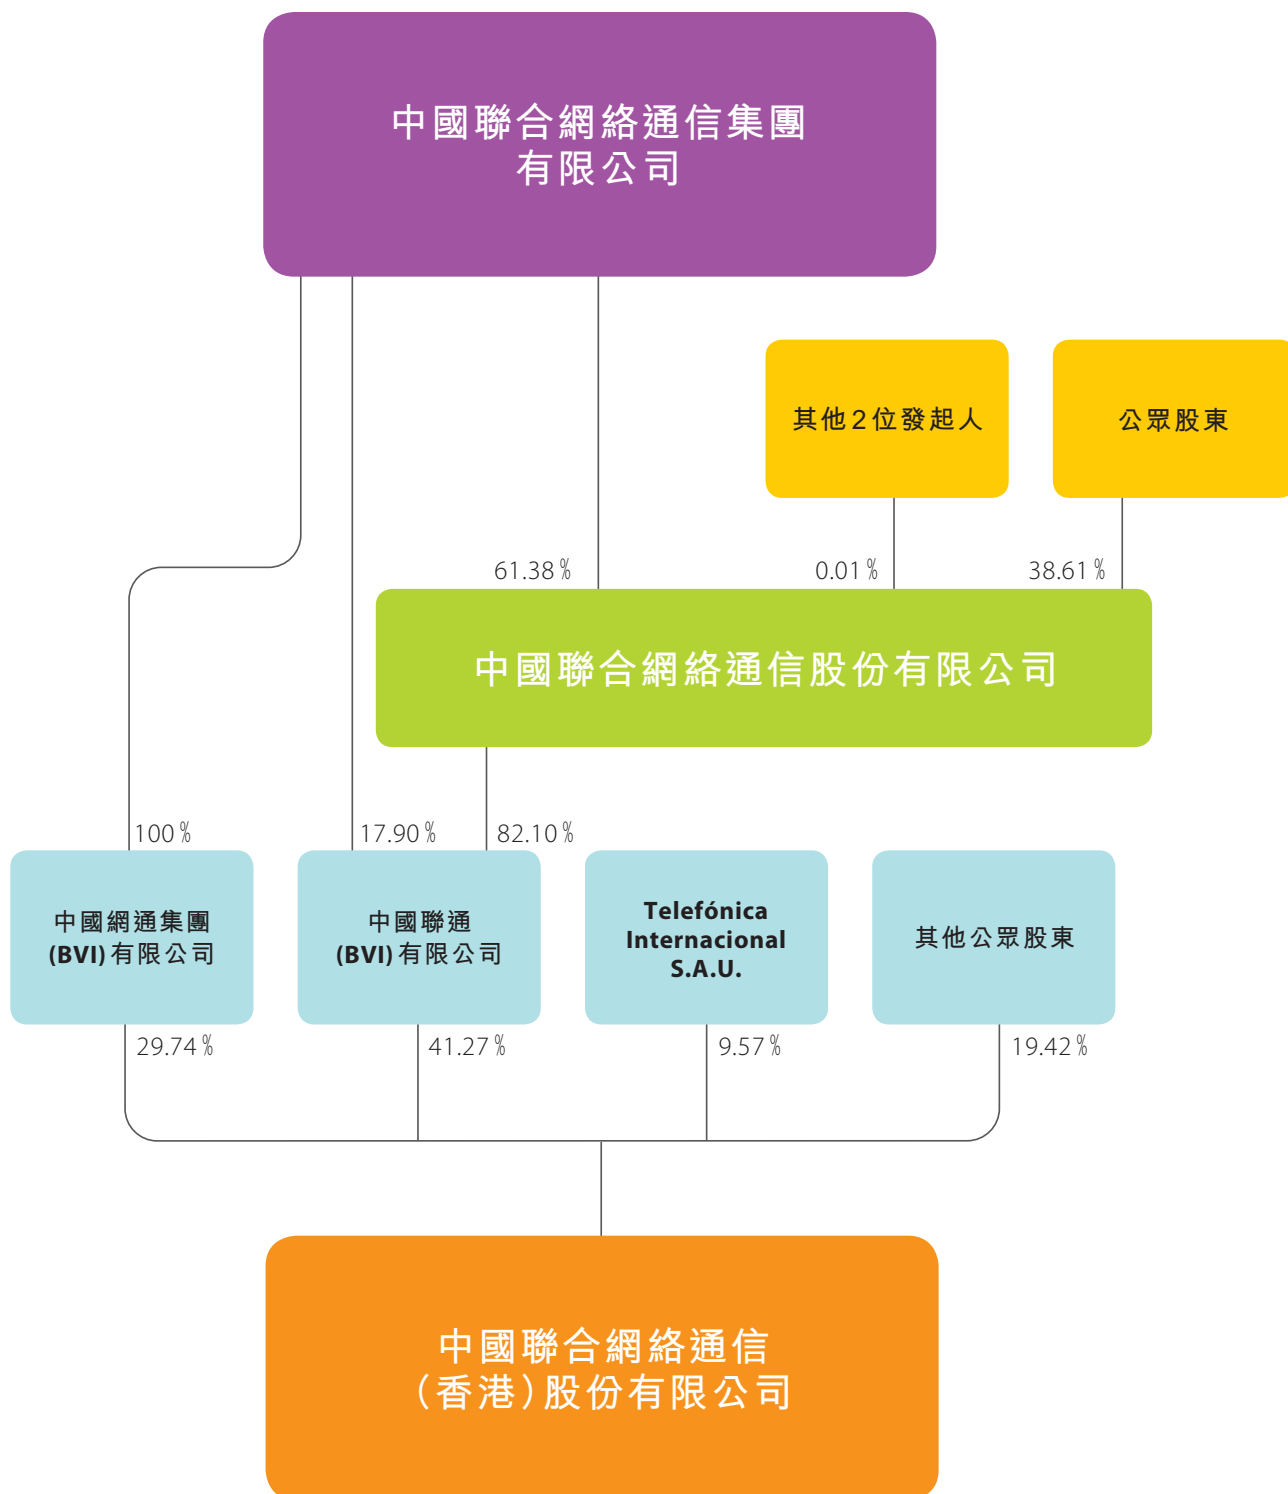 中國聯合網絡通信集團
有限公司
其他2位發起人
公眾股東
61.38%
0.01%
38.61%
中國聯合網絡通信股份有限公司
100%
17.90%
82.10%
中國網通集團
(BVI)有限公司
中國聯通
(BVI)有限公司
Telefónica
Internacional
S.A.U.
其他公眾股東
29.74%
41.27%
9.57%
19.42%
中國聯合網絡通信
（香港）股份有限公司